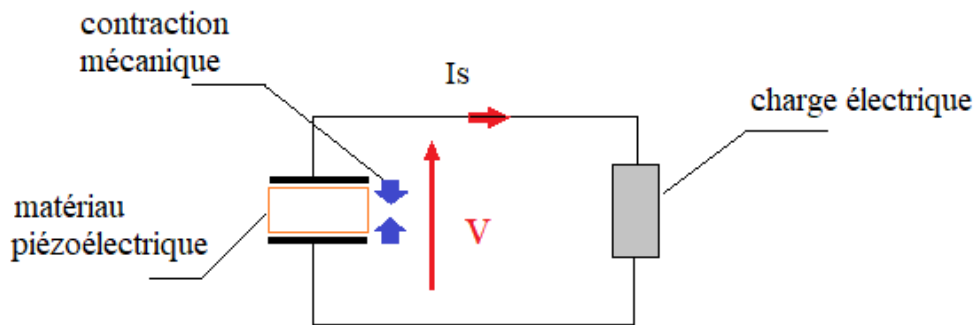 contraction
mécanique
Is
charge électrique
matériau
piézoélectrique
V